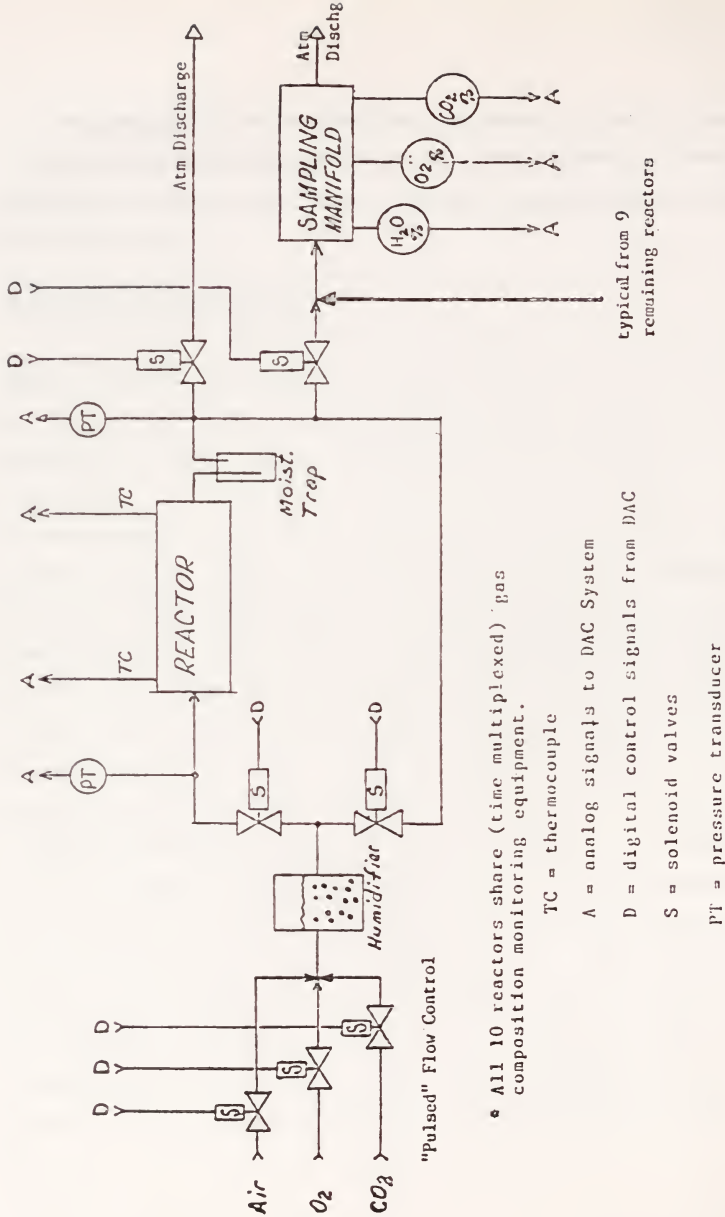 D
D
A
A
A
A
PT
PT
TC
TC
REACTOR
Moist.
Trap
S
S
Atm Discharge
Atm
Dischg
SAMPLING
MANIFOLD
H2O
%
O2
%
CO2
%
A
A
A
typical from 9
remaining reactors
D
D
D
S
S
S
Air
O2
CO2
"Pulsed" Flow Control
Humidifier
S
D
S
D
* All 10 reactors share (time multiplexed) gas
composition monitoring equipment.
TC = thermocouple
A = analog signals to DAC System
D = digital control signals from DAC
S = solenoid valves
PT = pressure transducer